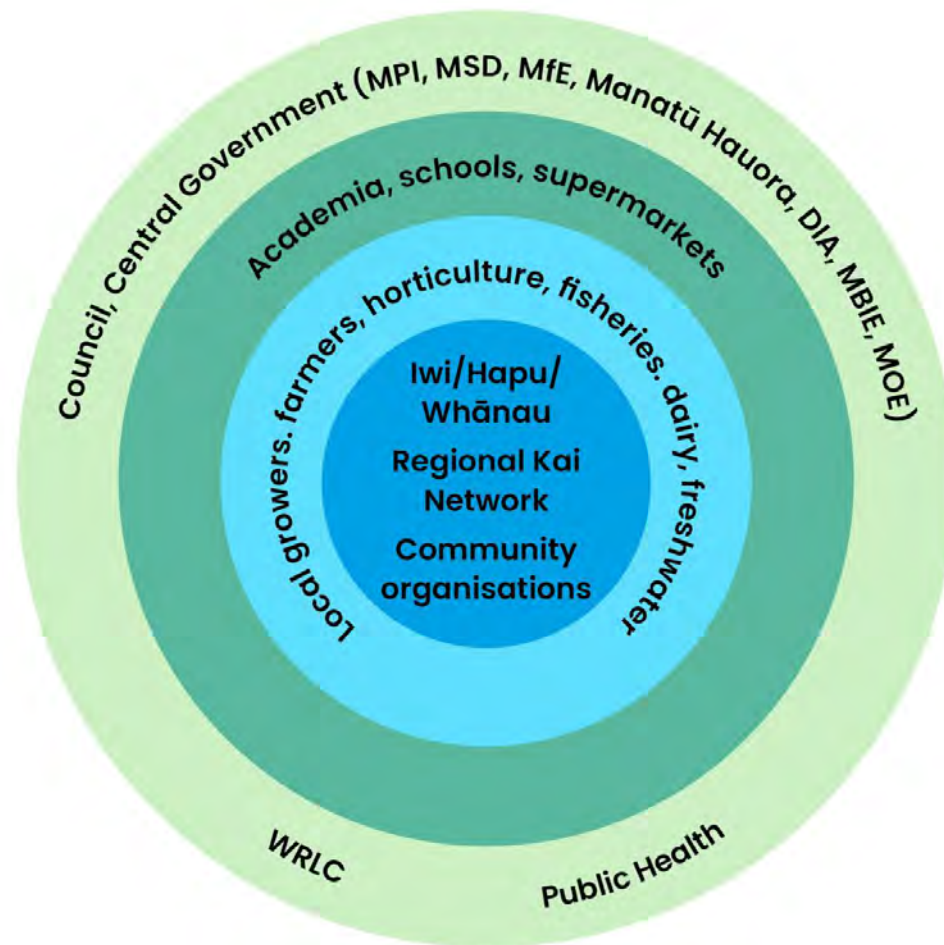 Council, Central Government (MPI, MSD, MfE, Manatū Hauora, DIA, MBIE, MOE)
Academia, schools, supermarkets
Local growers. farmers, horticulture, fisheries. dairy, freshwater
Iwi/Hapu/
Whānau
Regional Kai
Network
Community
organisations
WRLC
Public Health